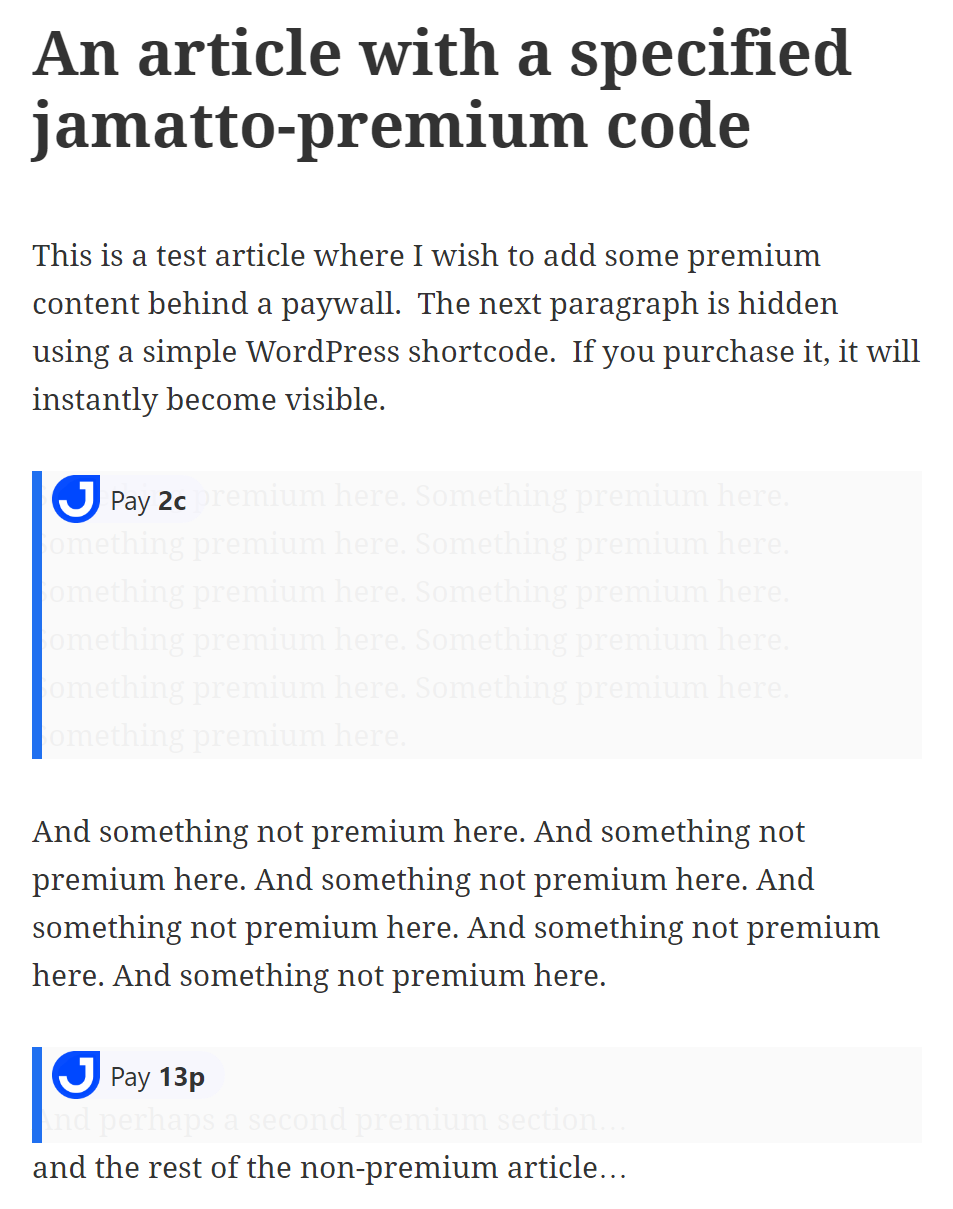 An article with a specified
jamatto-premium code
This is a test article where I wish to add some premium
content behind a paywall.  The next paragraph is hidden
using a simple WordPress shortcode.  If you purchase it, it will
instantly become visible.
Pay 2c premium here. Something premium here.
Something premium here. Something premium here.
Something premium here. Something premium here.
Something premium here. Something premium here.
Something premium here. Something premium here.
Something premium here.
And something not premium here. And something not
premium here. And something not premium here. And
something not premium here. And something not premium
here. And something not premium here.
Pay 13p
And perhaps a second premium section…
and the rest of the non-premium article…